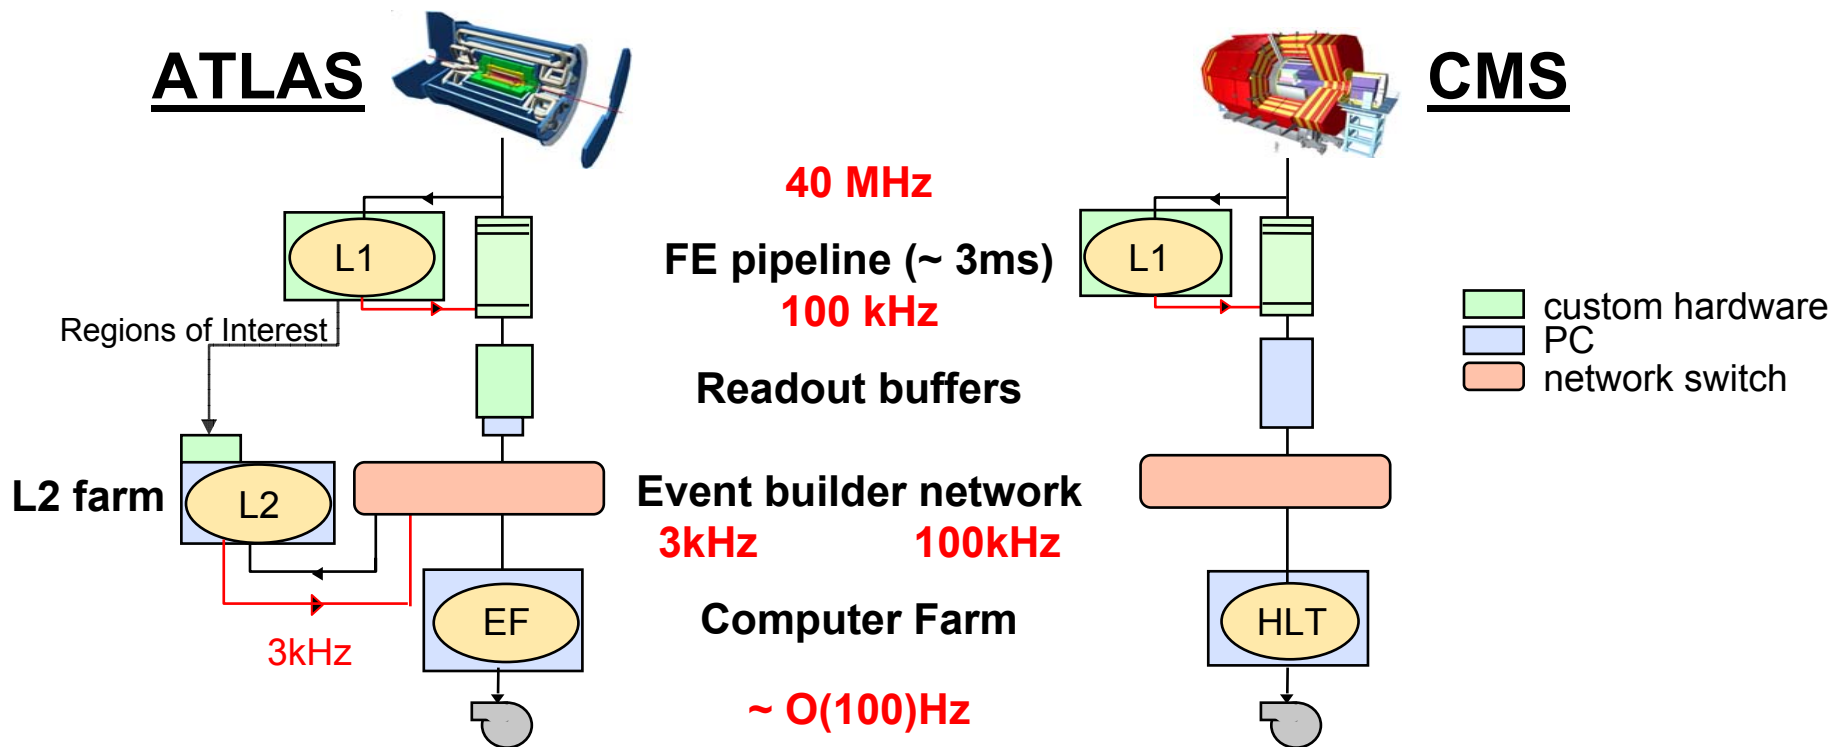 ATLAS
CMS
40 MHz
L1
FE pipeline (~ 3ms)
L1
100 kHz
Regions of Interest
custom hardware
PC
network switch
Readout buffers
L2 farm
L2
Event builder network
3kHz 100kHz
EF
Computer Farm
HLT
3kHz
~ O(100)Hz